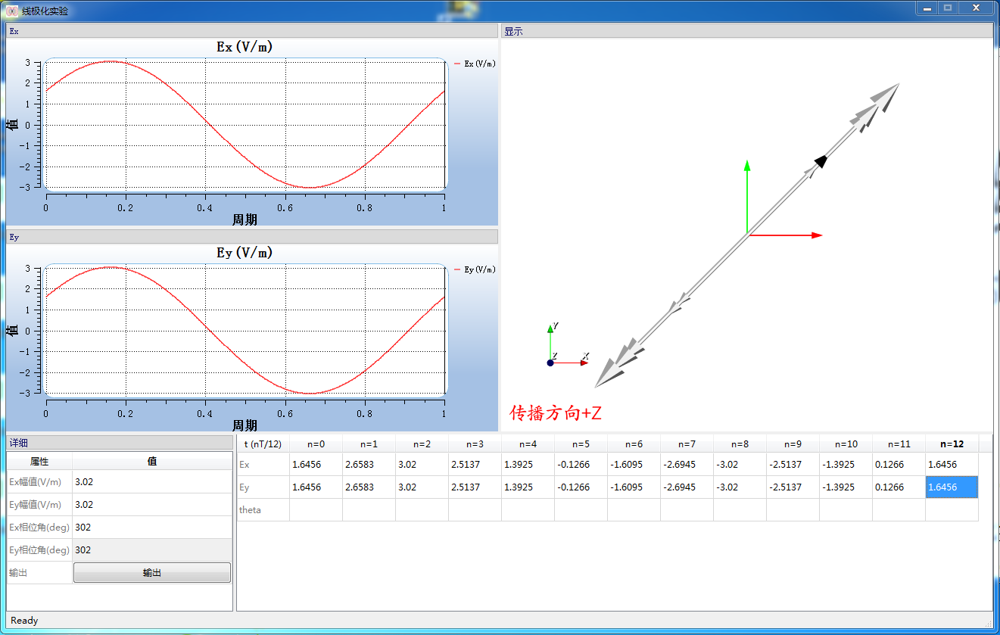 线极化实验
Ex
Ex(V/m)
Ex(V/m)
3
2
1
0
-1
-2
-3
值
0 0.2 0.4 0.6 0.8 1
周期
Ey
Ey(V/m)
Ey(V/m)
3
2
1
0
-1
-2
-3
值
0 0.2 0.4 0.6 0.8 1
周期
显示
Y
Z X
传播方向+Z
详细
属性 值
Ex幅值(V/m) 3.02
Ey幅值(V/m) 3.02
Ex相位角(deg) 302
Ey相位角(deg) 302
输出 输出
t (nT/12) n=0 n=1 n=2 n=3 n=4 n=5 n=6 n=7 n=8 n=9 n=10 n=11 n=12
Ex 1.6456 2.6583 3.02 2.5137 1.3925 -0.1266 -1.6095 -2.6945 -3.02 -2.5137 -1.3925 0.1266 1.6456
Ey 1.6456 2.6583 3.02 2.5137 1.3925 -0.1266 -1.6095 -2.6945 -3.02 -2.5137 -1.3925 0.1266 1.6456
theta
Ready